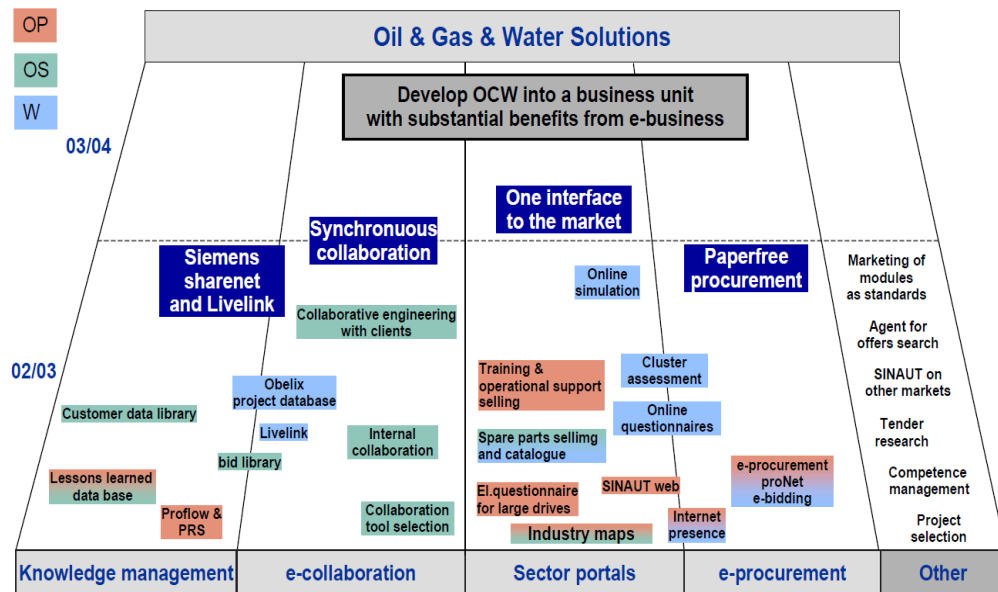 OP
OS
W
Oil & Gas & Water Solutions
Develop OCW into a business unit
with substantial benefits from e-business
03/04
One interface
to the market
Synchronuous
collaboration
Siemens
sharenet
and Livelink
Paperfree
procurement
Online
simulation
Marketing of
modules
as standards
Collaborative engineering
with clients
Agent for
offers search
02/03
Training &
operational support
selling
Cluster
assessment
SINAUT on
other markets
Obelix
project database
Customer data library
Livelink
Internal
collaboration
Online
questionnaires
Spare parts sellimg
and catalogue
Tender
research
bid library
e-procurement
proNet
e-bidding
Lessons learned
data base
El.questionnaire
for large drives
SINAUT web
Competence
management
Proflow &
PRS
Collaboration
tool selection
Industry maps
Internet
presence
Project
selection
Knowledge management
e-collaboration
Sector portals
e-procurement
Other